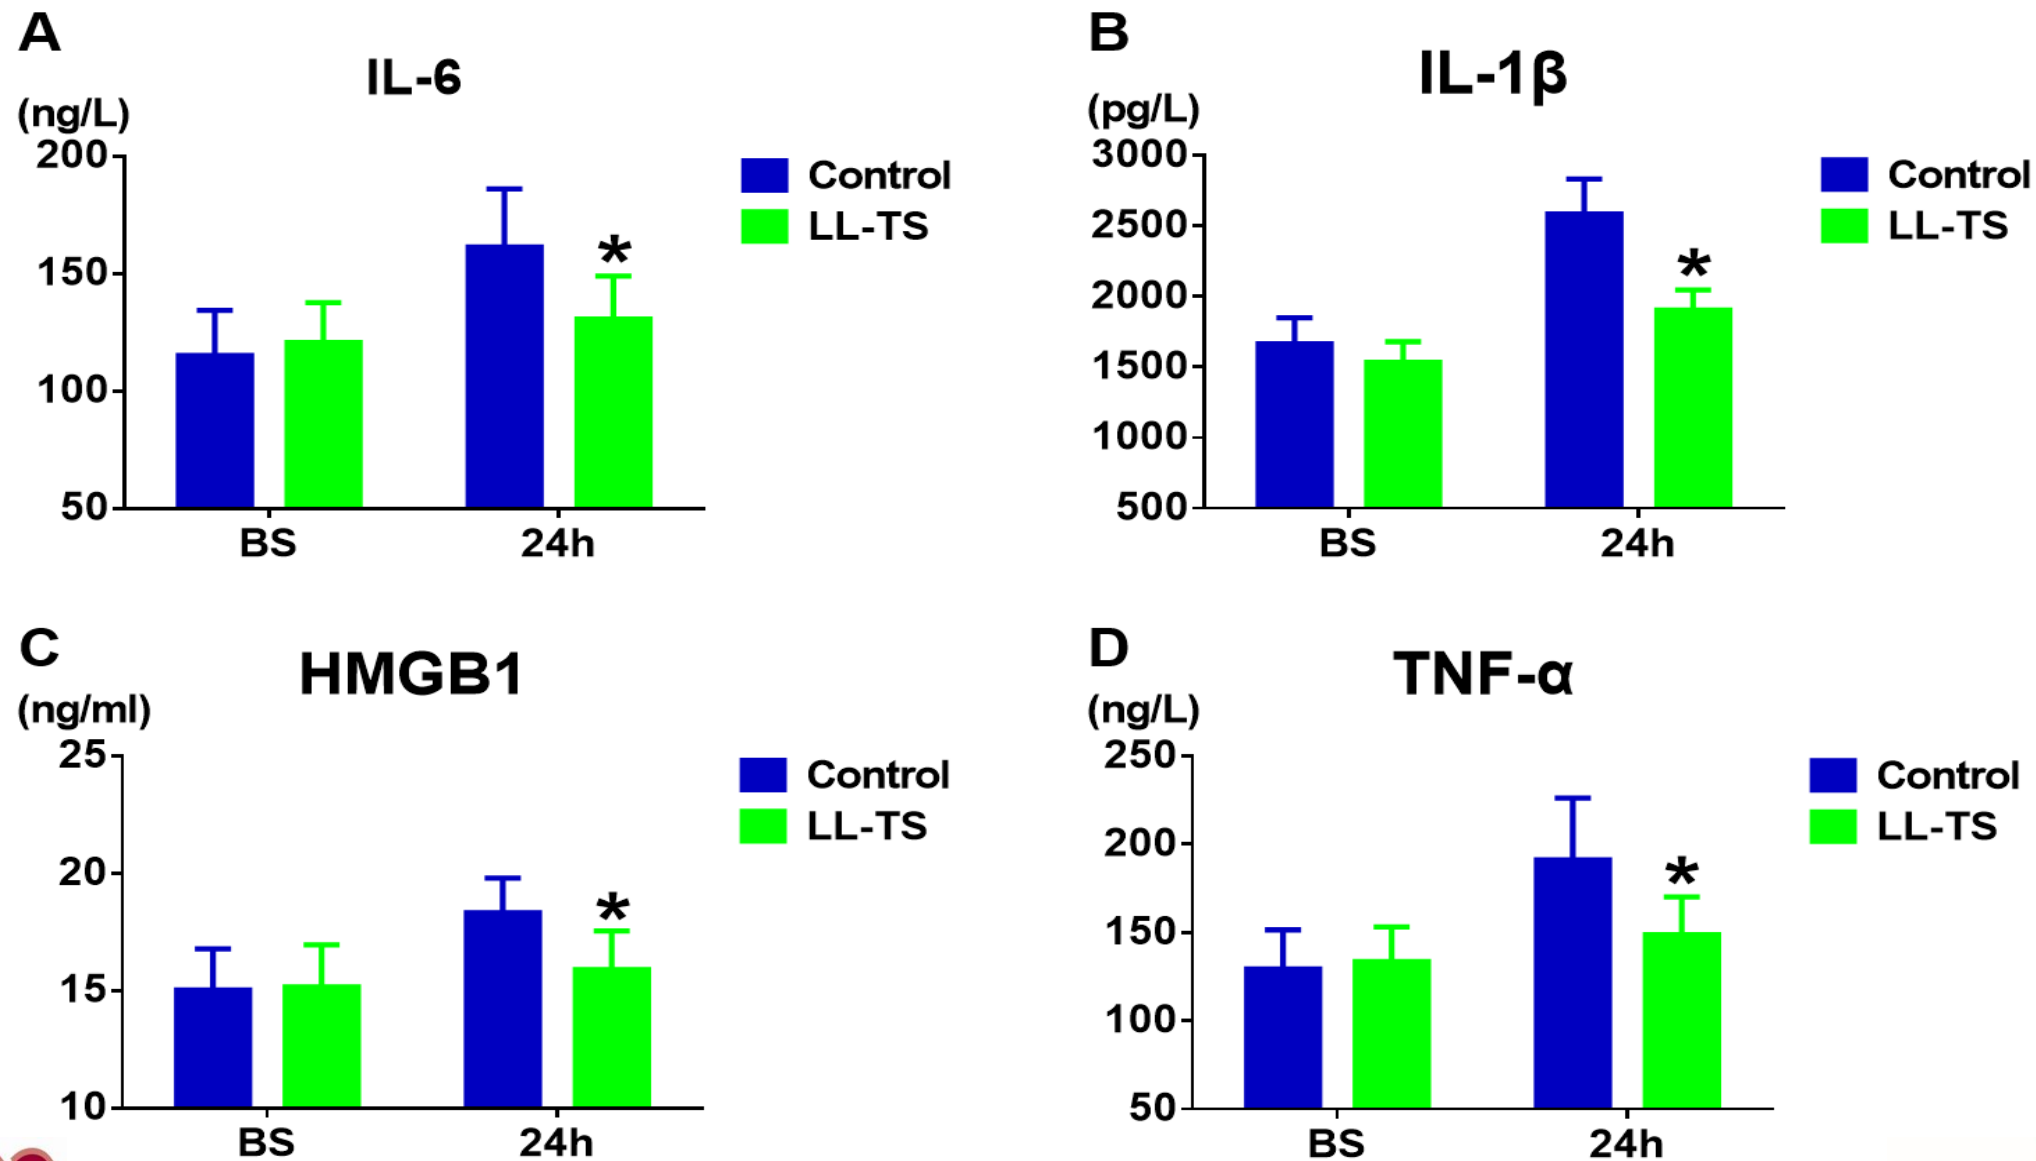 A
IL-6
(ng/L)
200
150
100
50
BS 24h
Control
LL-TS
*
B
IL-1β
(pg/L)
3000
2500
2000
1500
1000
500
BS 24h
Control
LL-TS
*
C
HMGB1
(ng/ml)
25
20
15
10
BS 24h
Control
LL-TS
*
D
TNF-α
(ng/L)
250
200
150
100
50
BS 24h
Control
LL-TS
*